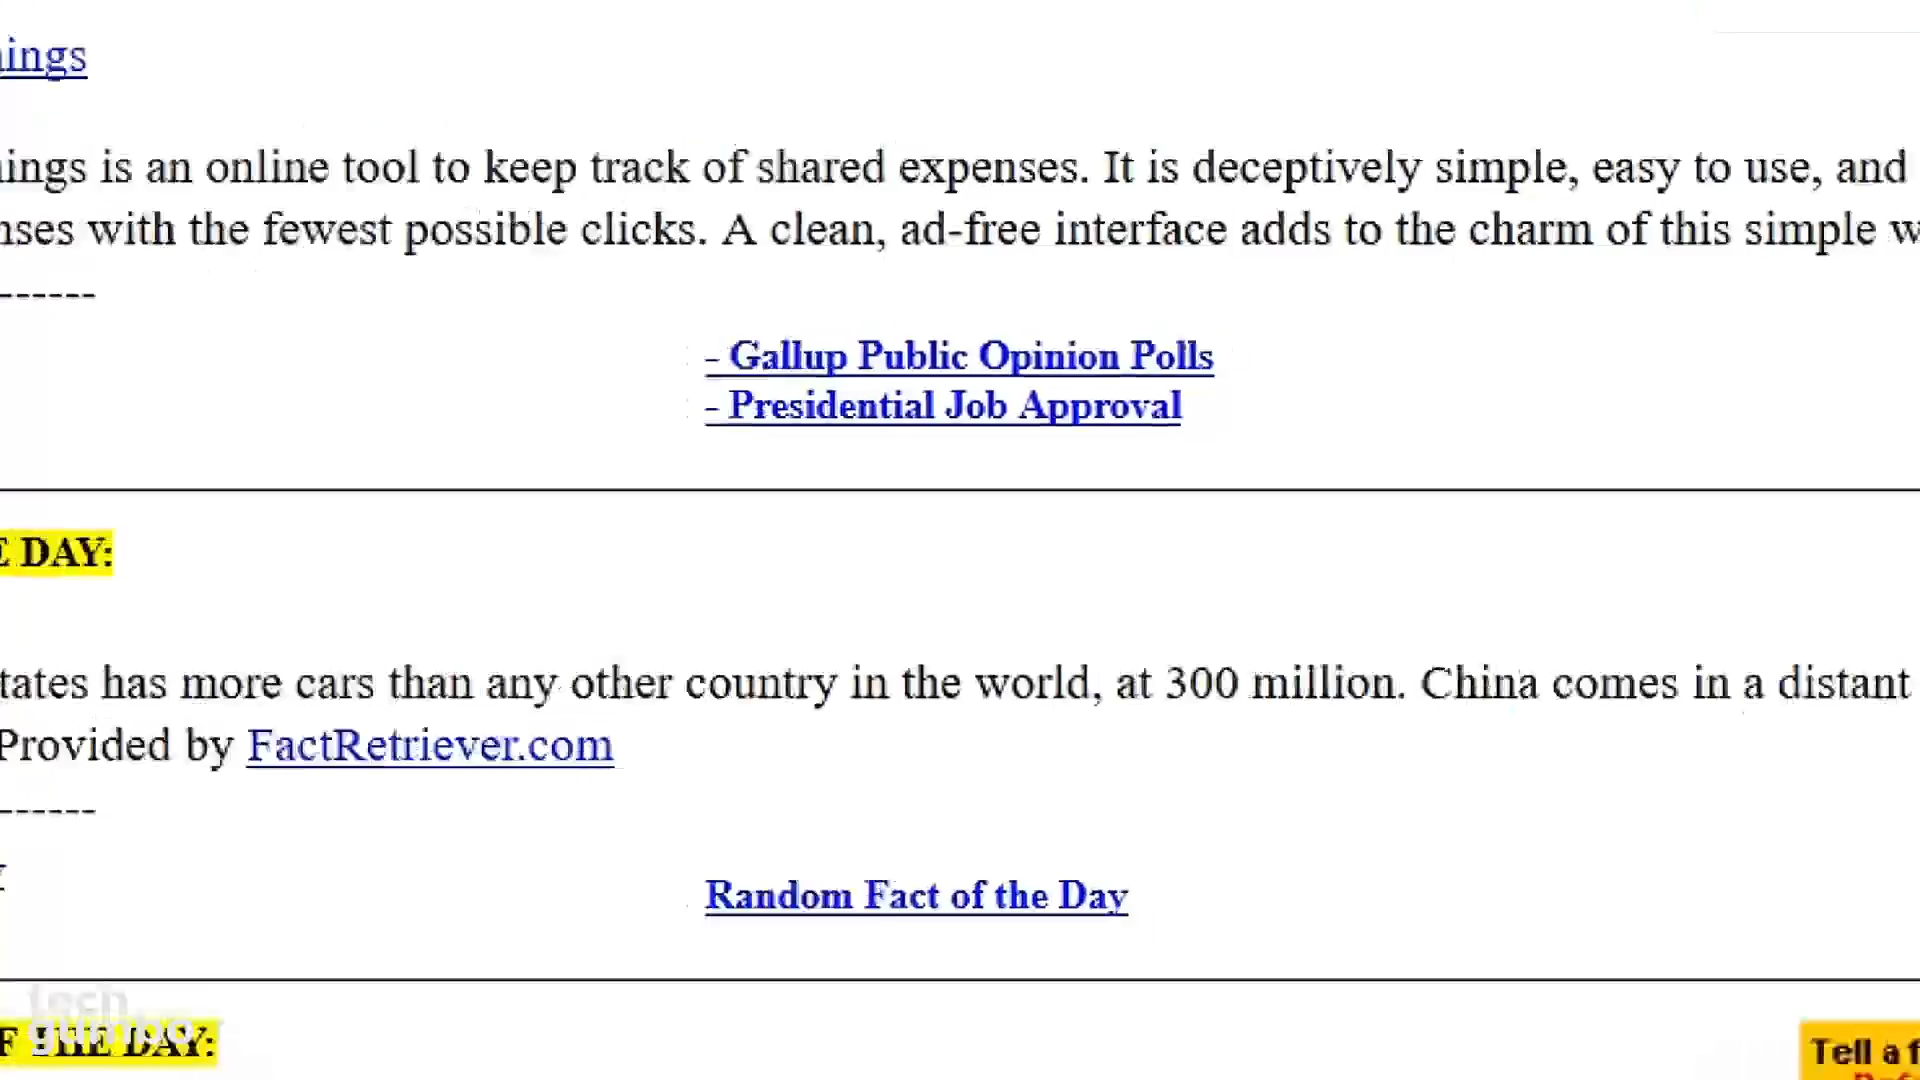 ings
ings is an online tool to keep track of shared expenses. It is deceptively simple, easy to use, and
nses with the fewest possible clicks. A clean, ad-free interface adds to the charm of this simple w
------
- Gallup Public Opinion Polls
- Presidential Job Approval
E DAY:
tates has more cars than any other country in the world, at 300 million. China comes in a distant
Provided by FactRetriever.com
------
Random Fact of the Day
tech
gumbo
F THE DAY:
Tell a f